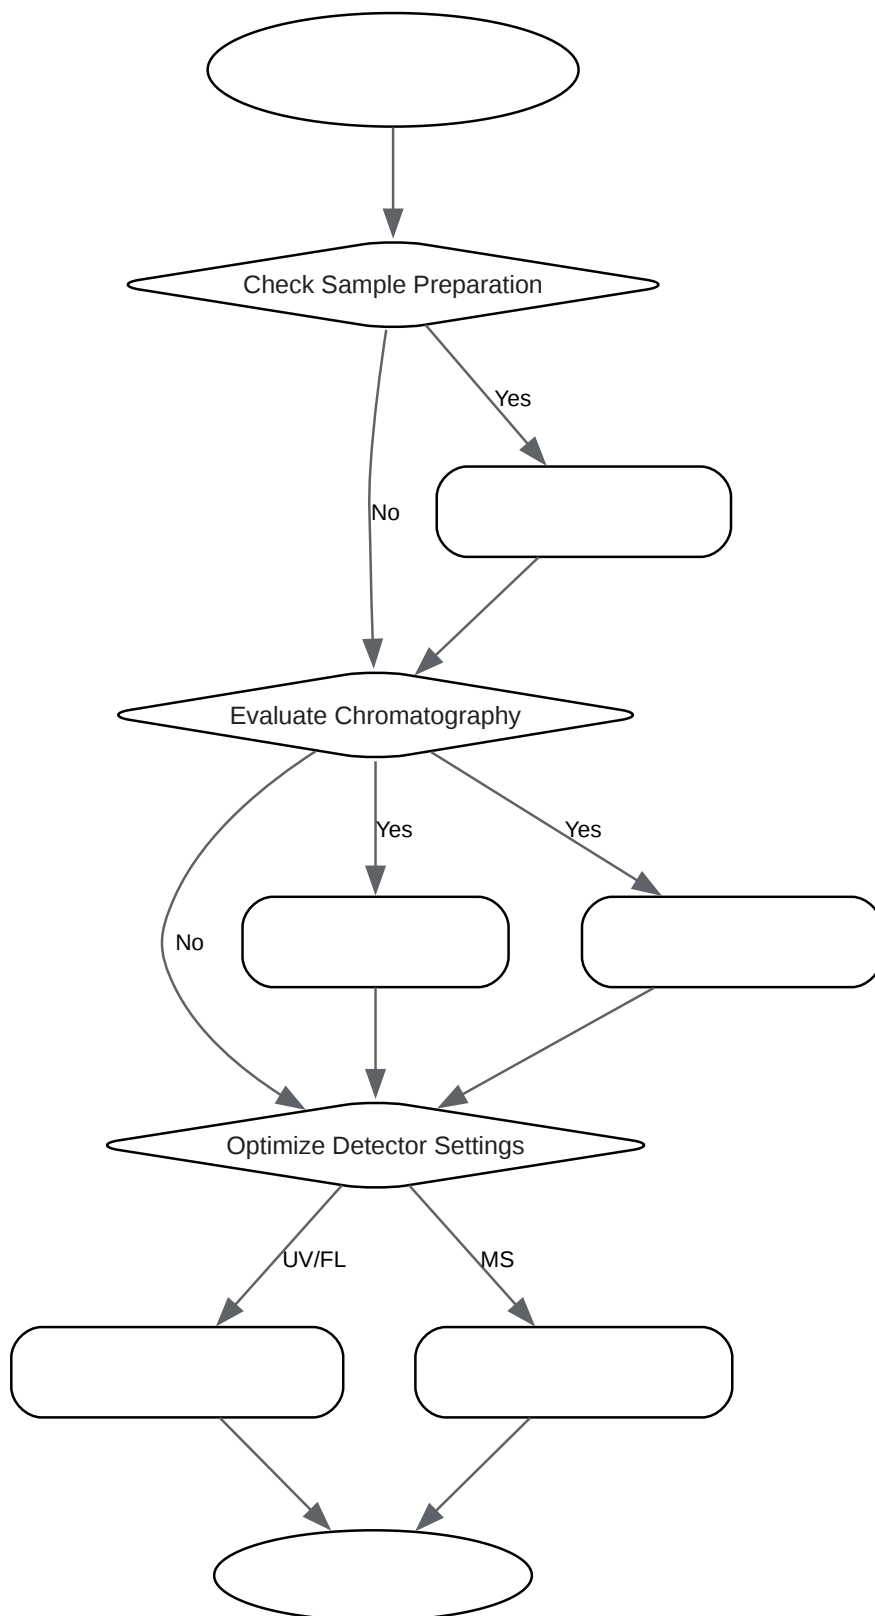 Check Sample Preparation
Yes
No
Evaluate Chromatography
Yes
Yes
No
Optimize Detector Settings
UV/FL
MS